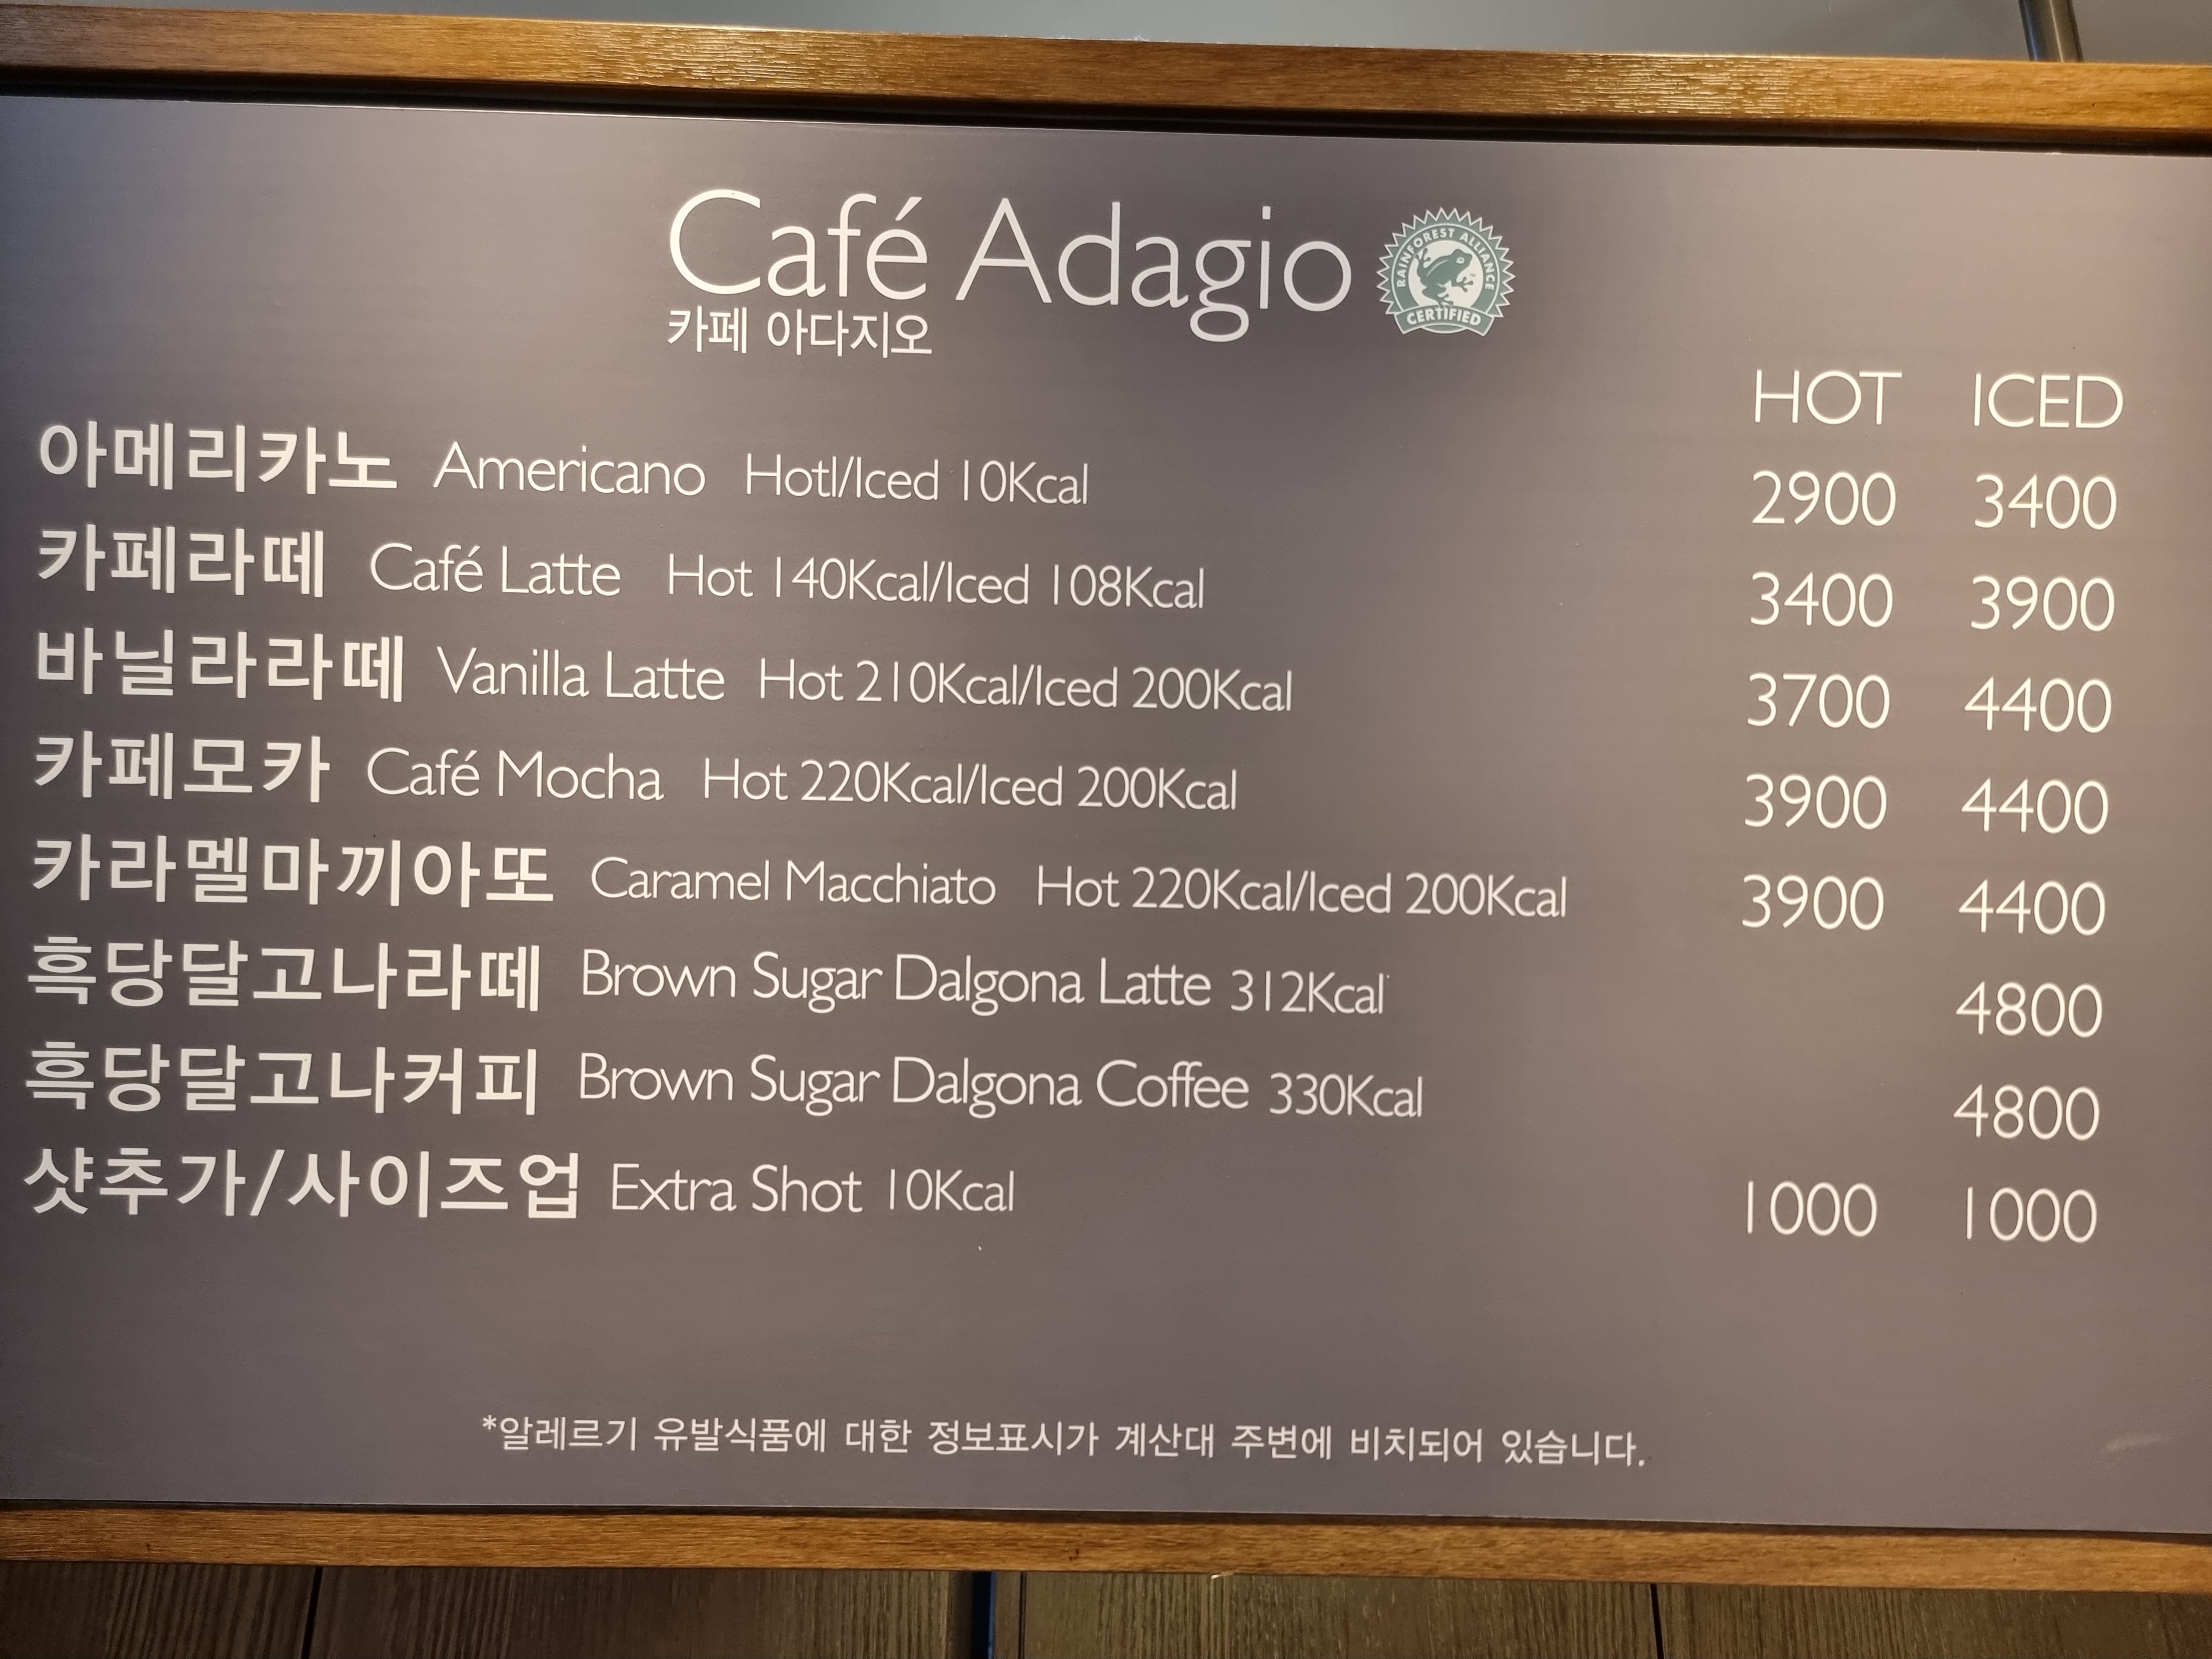 Café Adagio
RAINFOREST ALLIANCE
CERTIFIED
카페 아다지오
HOT ICED
아메리카노 Americano Hotl/Iced 10Kcal 2900 3400
카페라떼 Café Latte Hot 140Kcal/Iced 108Kcal 3400 3900
바닐라라떼 Vanilla Latte Hot 210Kcal/Iced 200Kcal 3700 4400
카페모카 Café Mocha Hot 220Kcal/Iced 200Kcal 3900 4400
카라멜마끼아또 Caramel Macchiato Hot 220Kcal/Iced 200Kcal 3900 4400
흑당달고나라떼 Brown Sugar Dalgona Latte 312Kcal 4800
흑당달고나커피 Brown Sugar Dalgona Coffee 330Kcal 4800
샷추가/사이즈업 Extra Shot 10Kcal 1000 1000
*알레르기 유발식품에 대한 정보표시가 계산대 주변에 비치되어 있습니다.